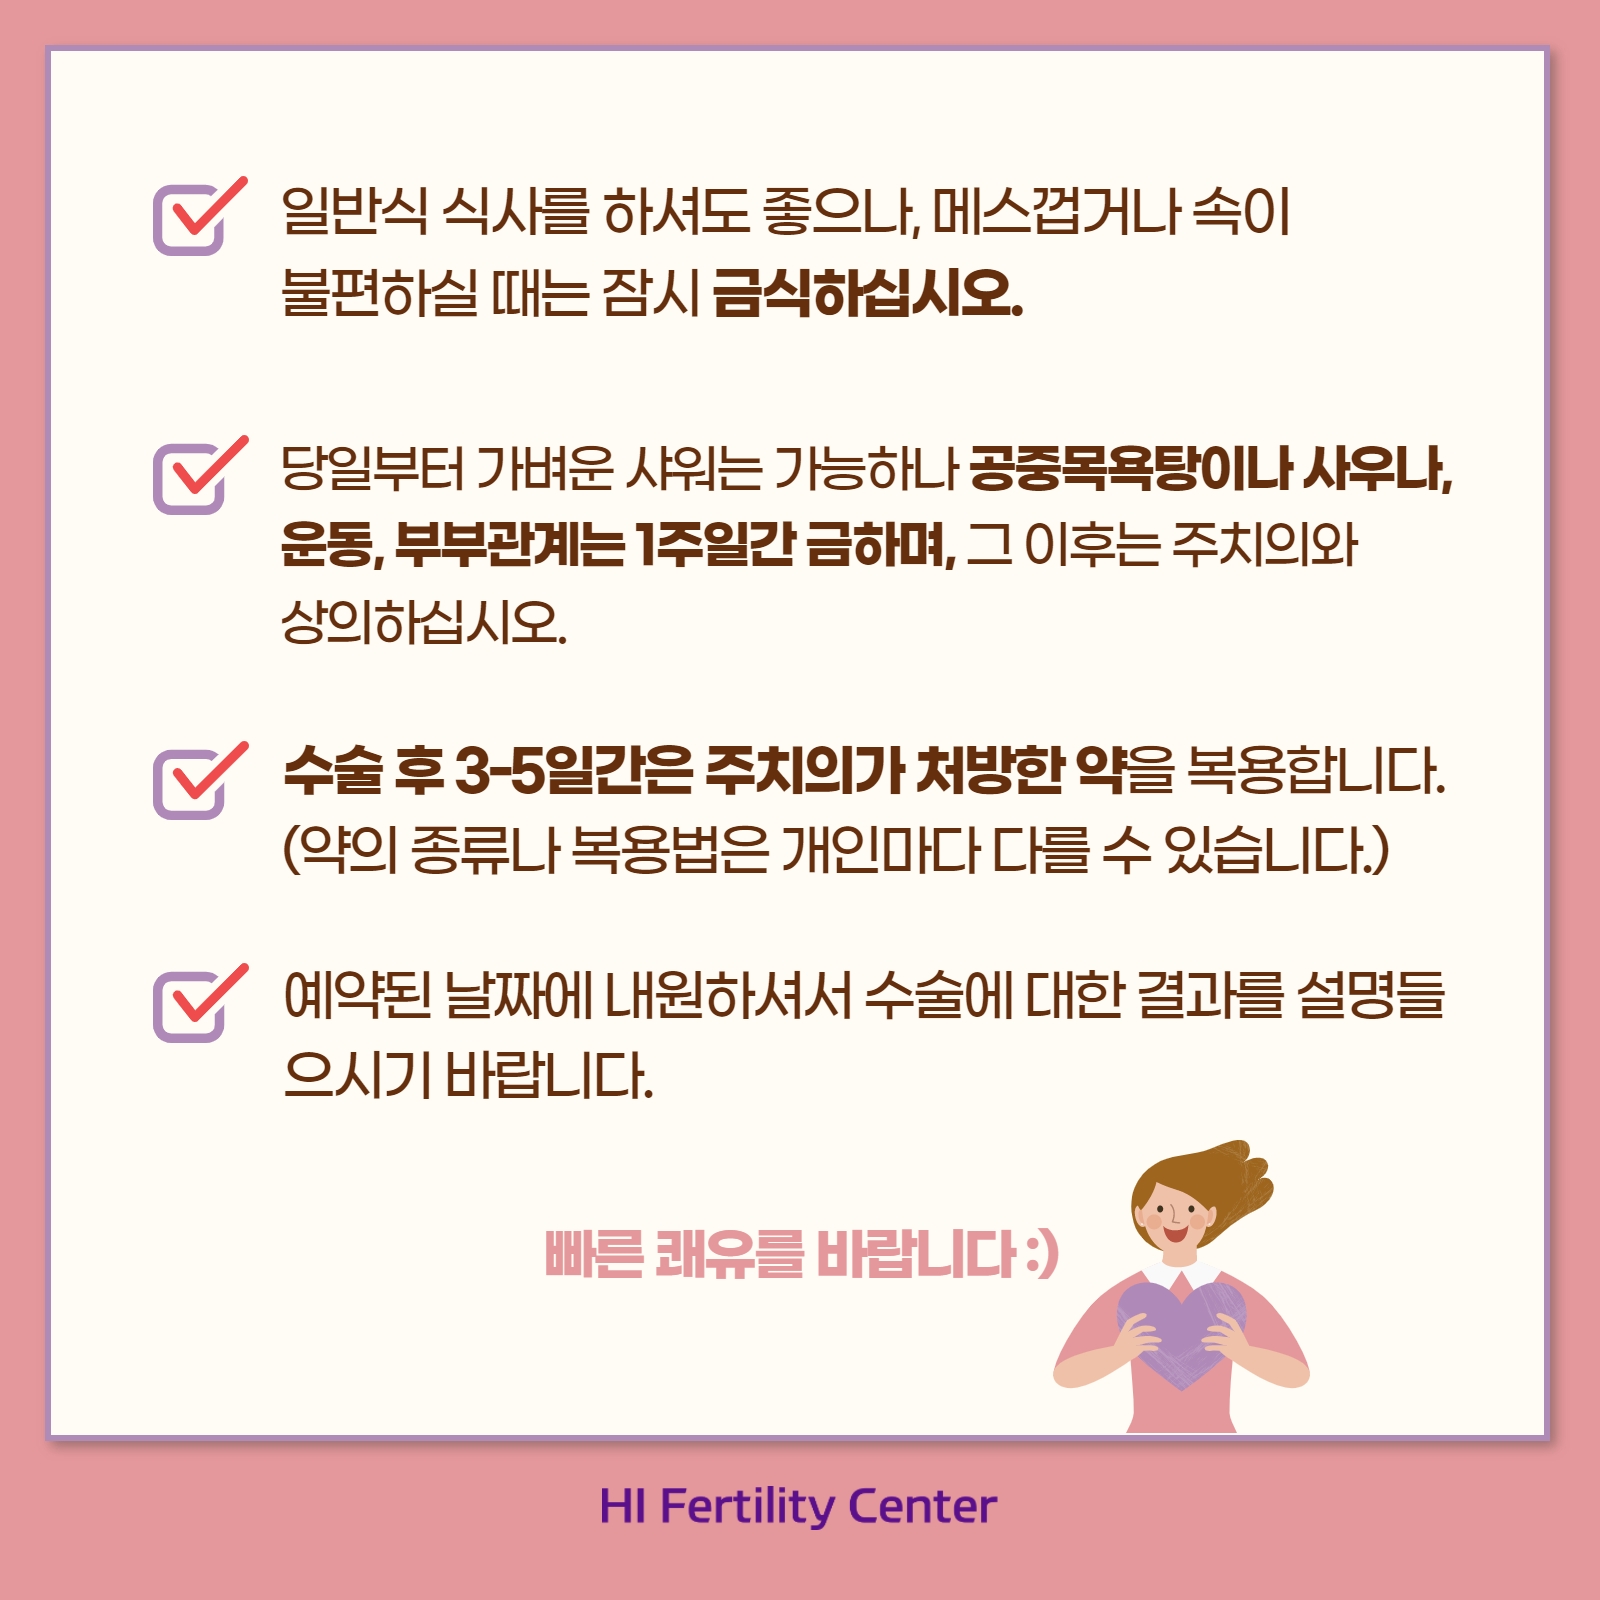 일반식 식사를 하셔도 좋으나, 메스껍거나 속이
불편하실 때는 잠시 금식하십시오.
당일부터 가벼운 샤워는 가능하나 공중목욕탕이나 사우나,
운동, 부부관계는 1주일간 금하며, 그 이후는 주치의와
상의하십시오.
수술 후 3-5일간은 주치의가 처방한 약을 복용합니다.
(약의 종류나 복용법은 개인마다 다를 수 있습니다.)
예약된 날짜에 내원하셔서 수술에 대한 결과를 설명들
으시기 바랍니다.
빠른 쾌유를 바랍니다 :)
HI Fertility Center